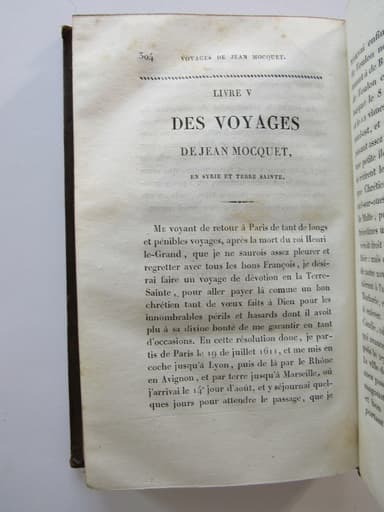 304 VOYAGES DE JEAN MOCQUET.
LIVRE V
DES VOYAGES
DE JEAN MOCQUET,
EN SYRIE ET TERRE SAINTE.
Me voyant de retour à Paris de tant de longs
et pénibles voyages, après la mort du roi Henri
le-Grand, que je ne saurois assez pleurer et
regretter avec tous les bons François, je dési-
rai faire un voyage de dévotion en la Terre-
Sainte, pour aller payer là comme un bon
chrétien tant de vœux faits à Dieu pour les
innombrables périls et hasards dont il avoit
plu à sa divine bonté de me garantir en tant
d'occasions. En cette résolution donc, je par-
tis de Paris le 19 de juillet 1611, et me mis en
coche jusqu'à Lyon, puis de là par le Rhône
en Avignon, et par terre jusqu'à Marseille, où
j'arrivai le 14e jour d'août, et y séjournai quel-
ques jours pour attendre le passage, que je